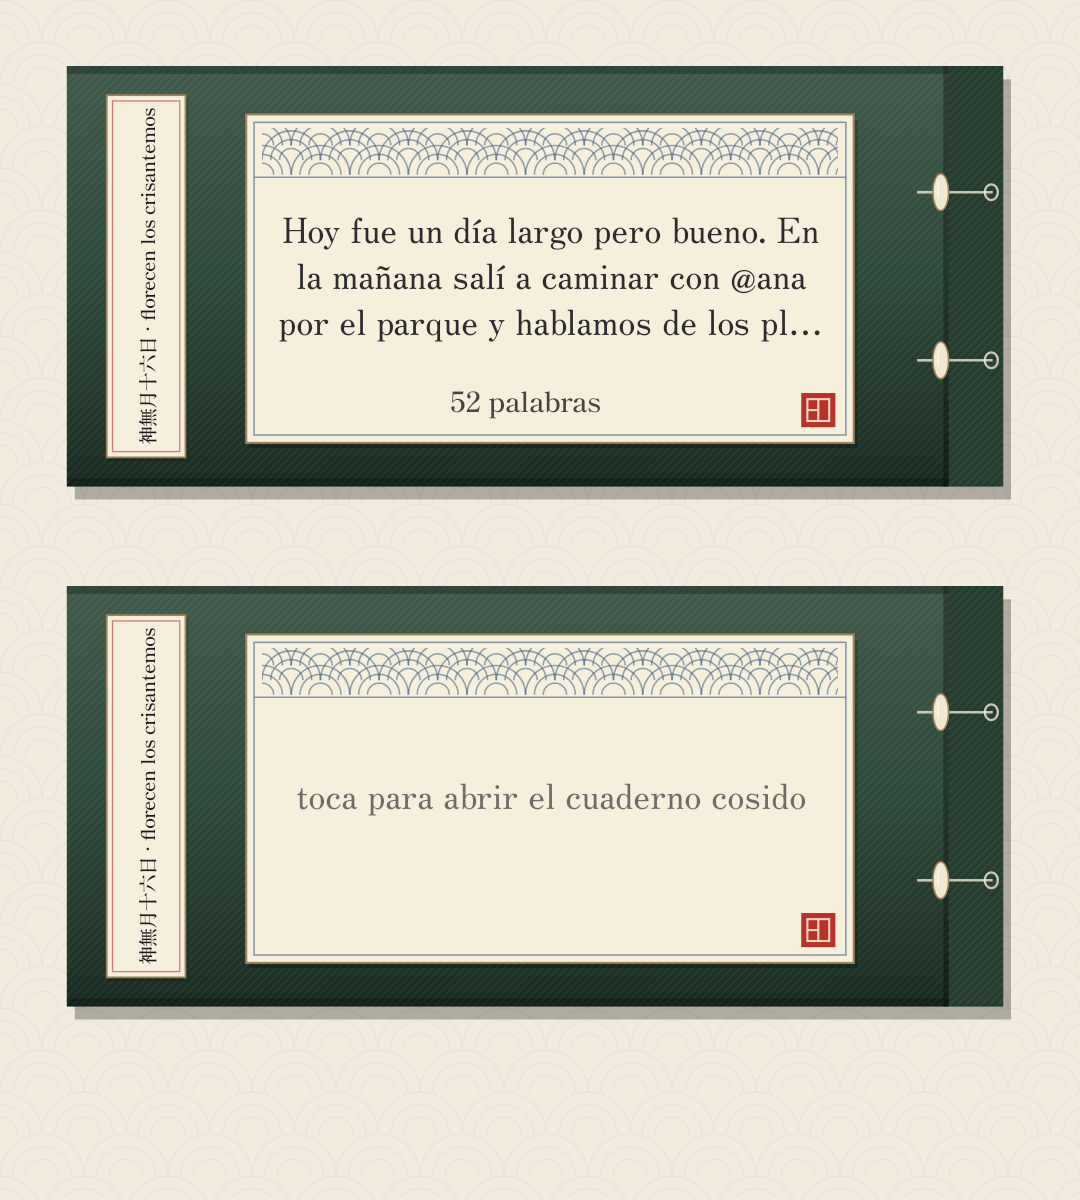 神無月十六日 · florecen los crisantemos
Hoy fue un día largo pero bueno. En
la mañana salí a caminar con @ana
por el parque y hablamos de los pl…
52 palabras
神無月十六日 · florecen los crisantemos
toca para abrir el cuaderno cosido